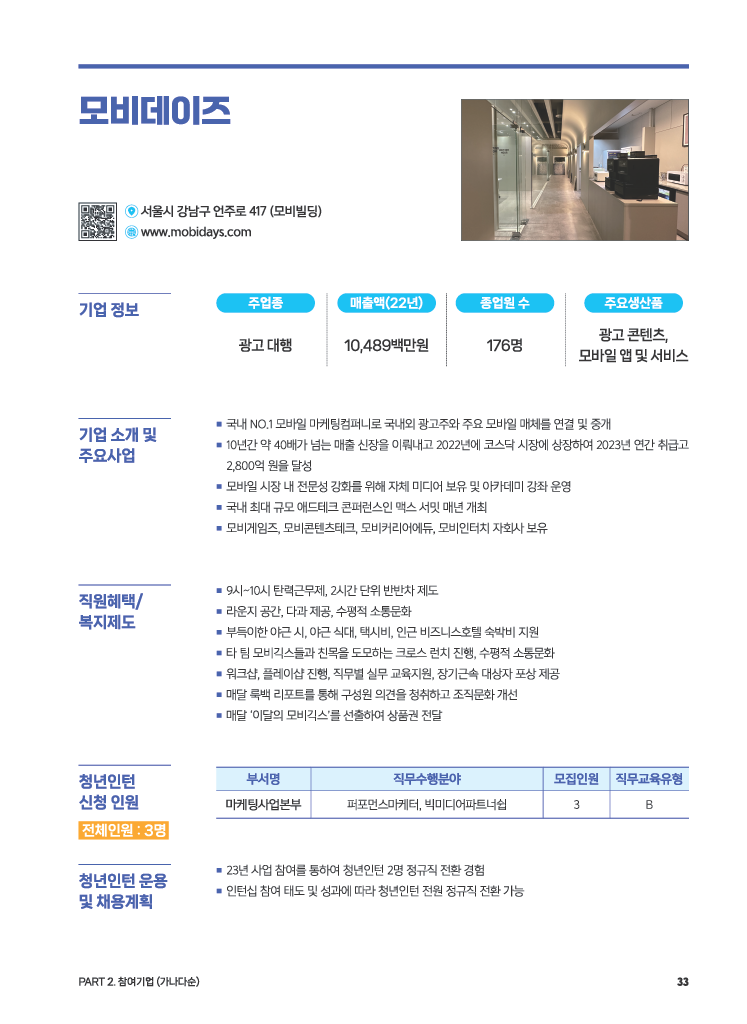 모비데이즈
서울시 강남구 언주로 417 (모비빌딩)
www.mobidays.com
기업 정보
주업종
매출액(22년)
종업원 수
주요생산품
광고 대행
10,489백만원
176명
광고 콘텐츠,
모바일 앱 및 서비스
기업 소개 및
주요사업
■ 국내 NO.1 모바일 마케팅컴퍼니로 국내외 광고주와 주요 모바일 매체를 연결 및 중개
■ 10년간 약 40배가 넘는 매출 신장을 이뤄내고 2022년에 코스닥 시장에 상장하여 2023년 연간 취급고
2,800억 원을 달성
■ 모바일 시장 내 전문성 강화를 위해 자체 미디어 보유 및 아카데미 강좌 운영
■ 국내 최대 규모 애드테크 콘퍼런스인 맥스 서밋 매년 개최
■ 모비게임즈, 모비콘텐츠테크, 모비커리어에듀, 모비인터치 자회사 보유
직원혜택/
복지제도
■ 9시~10시 탄력근무제, 2시간 단위 반반차 제도
■ 라운지 공간, 다과 제공, 수평적 소통문화
■ 부득이한 야근 시, 야근 식대, 택시비, 인근 비즈니스호텔 숙박비 지원
■ 타 팀 모비긱스들과 친목을 도모하는 크로스 런치 진행, 수평적 소통문화
■ 워크샵, 플레이샵 진행, 직무별 실무 교육지원, 장기근속 대상자 포상 제공
■ 매달 룩백 리포트를 통해 구성원 의견을 청취하고 조직문화 개선
■ 매달 ‘이달의 모비긱스’를 선출하여 상품권 전달
청년인턴
신청 인원
전체인원 : 3명
부서명
직무수행분야
모집인원
직무교육유형
마케팅사업본부
퍼포먼스마케터, 빅미디어파트너쉽
3
B
청년인턴 운용
및 채용계획
■ 23년 사업 참여를 통하여 청년인턴 2명 정규직 전환 경험
■ 인턴십 참여 태도 및 성과에 따라 청년인턴 전원 정규직 전환 가능
PART 2. 참여기업 (가나다순)
33